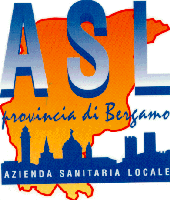 ASL
provincia di Bergamo
AZIENDA SANITARIA LOCALE